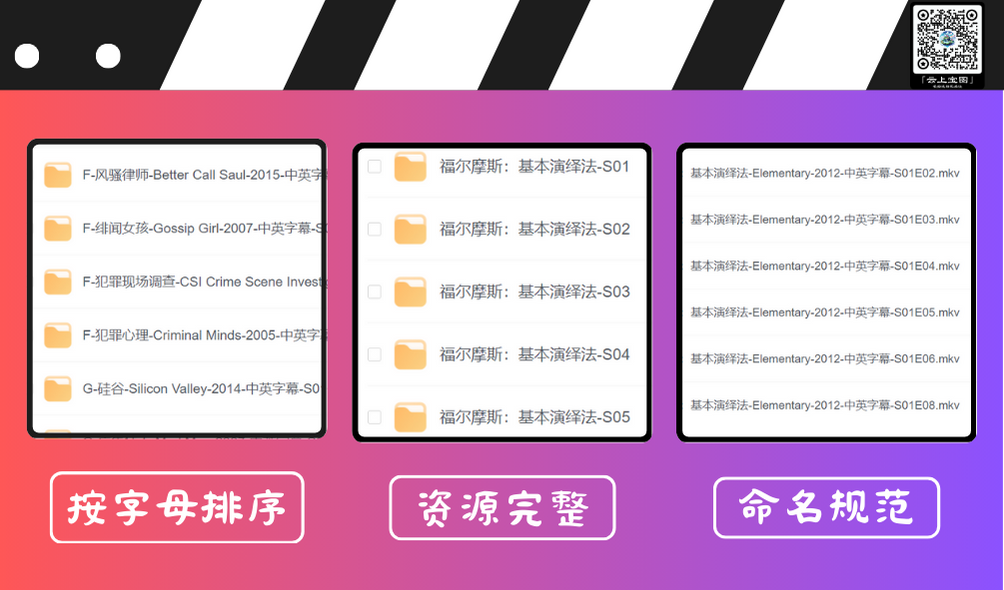 「云上宝图」
F-风骚律师-Better Call Saul-2015-中英字
F-绯闻女孩-Gossip Girl-2007-中英字幕-S0
F-犯罪现场调查-CSI Crime Scene Investig
F-犯罪心理-Criminal Minds-2005-中英字
G-硅谷-Silicon Valley-2014-中英字幕-S0
福尔摩斯：基本演绎法-S01
福尔摩斯：基本演绎法-S02
福尔摩斯：基本演绎法-S03
福尔摩斯：基本演绎法-S04
福尔摩斯：基本演绎法-S05
基本演绎法-Elementary-2012-中英字幕-S01E02.mkv
基本演绎法-Elementary-2012-中英字幕-S01E03.mkv
基本演绎法-Elementary-2012-中英字幕-S01E04.mkv
基本演绎法-Elementary-2012-中英字幕-S01E05.mkv
基本演绎法-Elementary-2012-中英字幕-S01E06.mkv
基本演绎法-Elementary-2012-中英字幕-S01E08.mkv
按字母排序
资源完整
命名规范